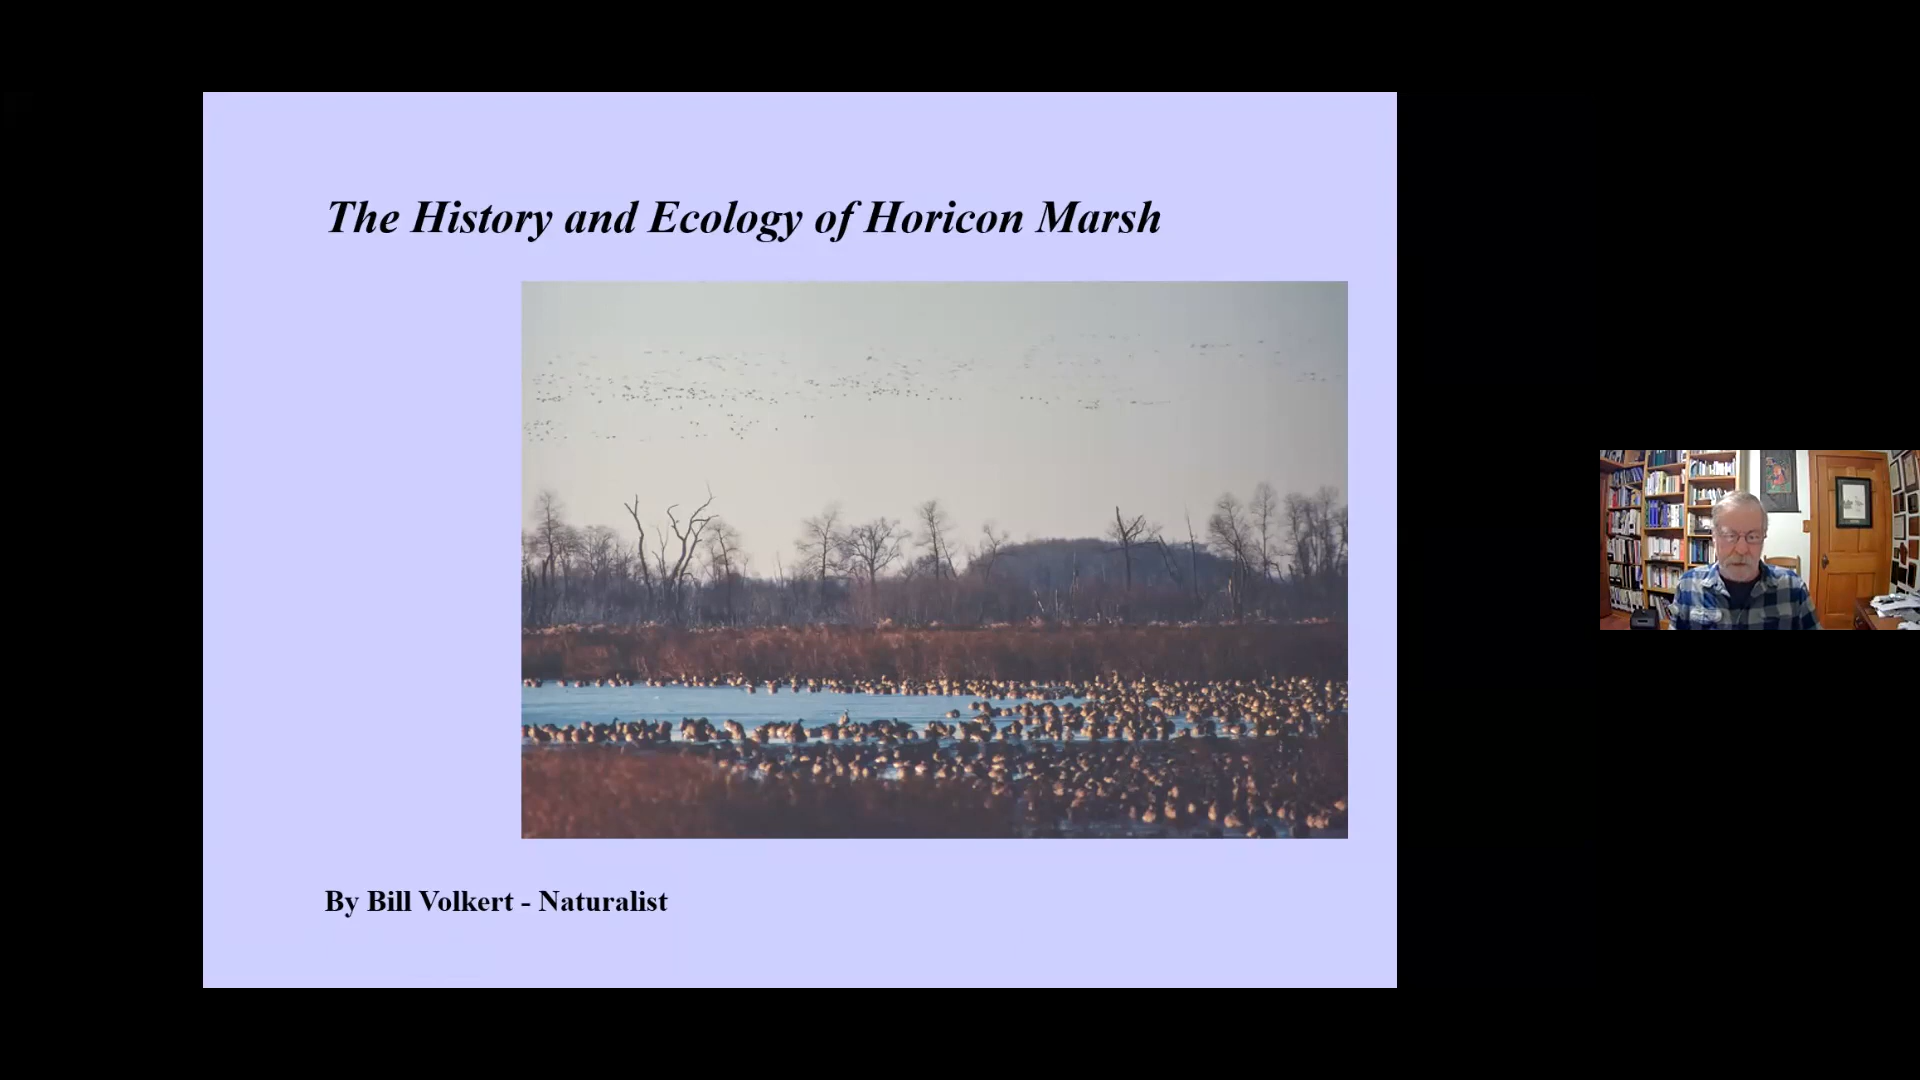 The History and Ecology of Horicon Marsh
By Bill Volkert - Naturalist